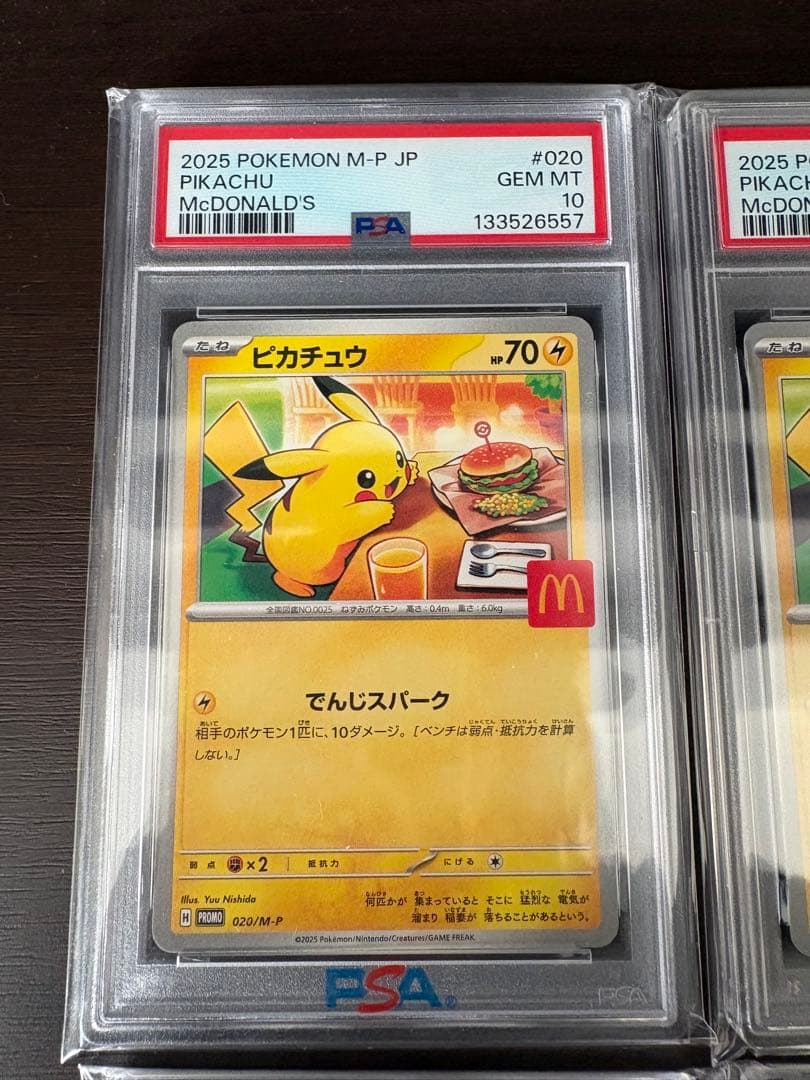 2025 POKEMON M-P JP #020
PIKACHU GEM MT
McDONALD'S 10
PSA 133526557
たね ピカチュウ HP70
全国図鑑NO.0025 ねずみポケモン 高さ:0.4m 重さ:6.0kg
M
でんじスパーク
相手のポケモン1匹に、10ダメージ。[ベンチは弱点・抵抗力を計算
しない。]
弱点 ×2 抵抗力 にげる
Illus. Yuu Nishida
何匹かが 集まっていると そこに 猛烈な 電気が
溜まり 稲妻が 落ちることがあるという。
H PROMO 020/M-P
©2025 Pokémon/Nintendo/Creatures/GAME FREAK.
PSA®
PSA
2025 P
PIKACH
McDON
たね